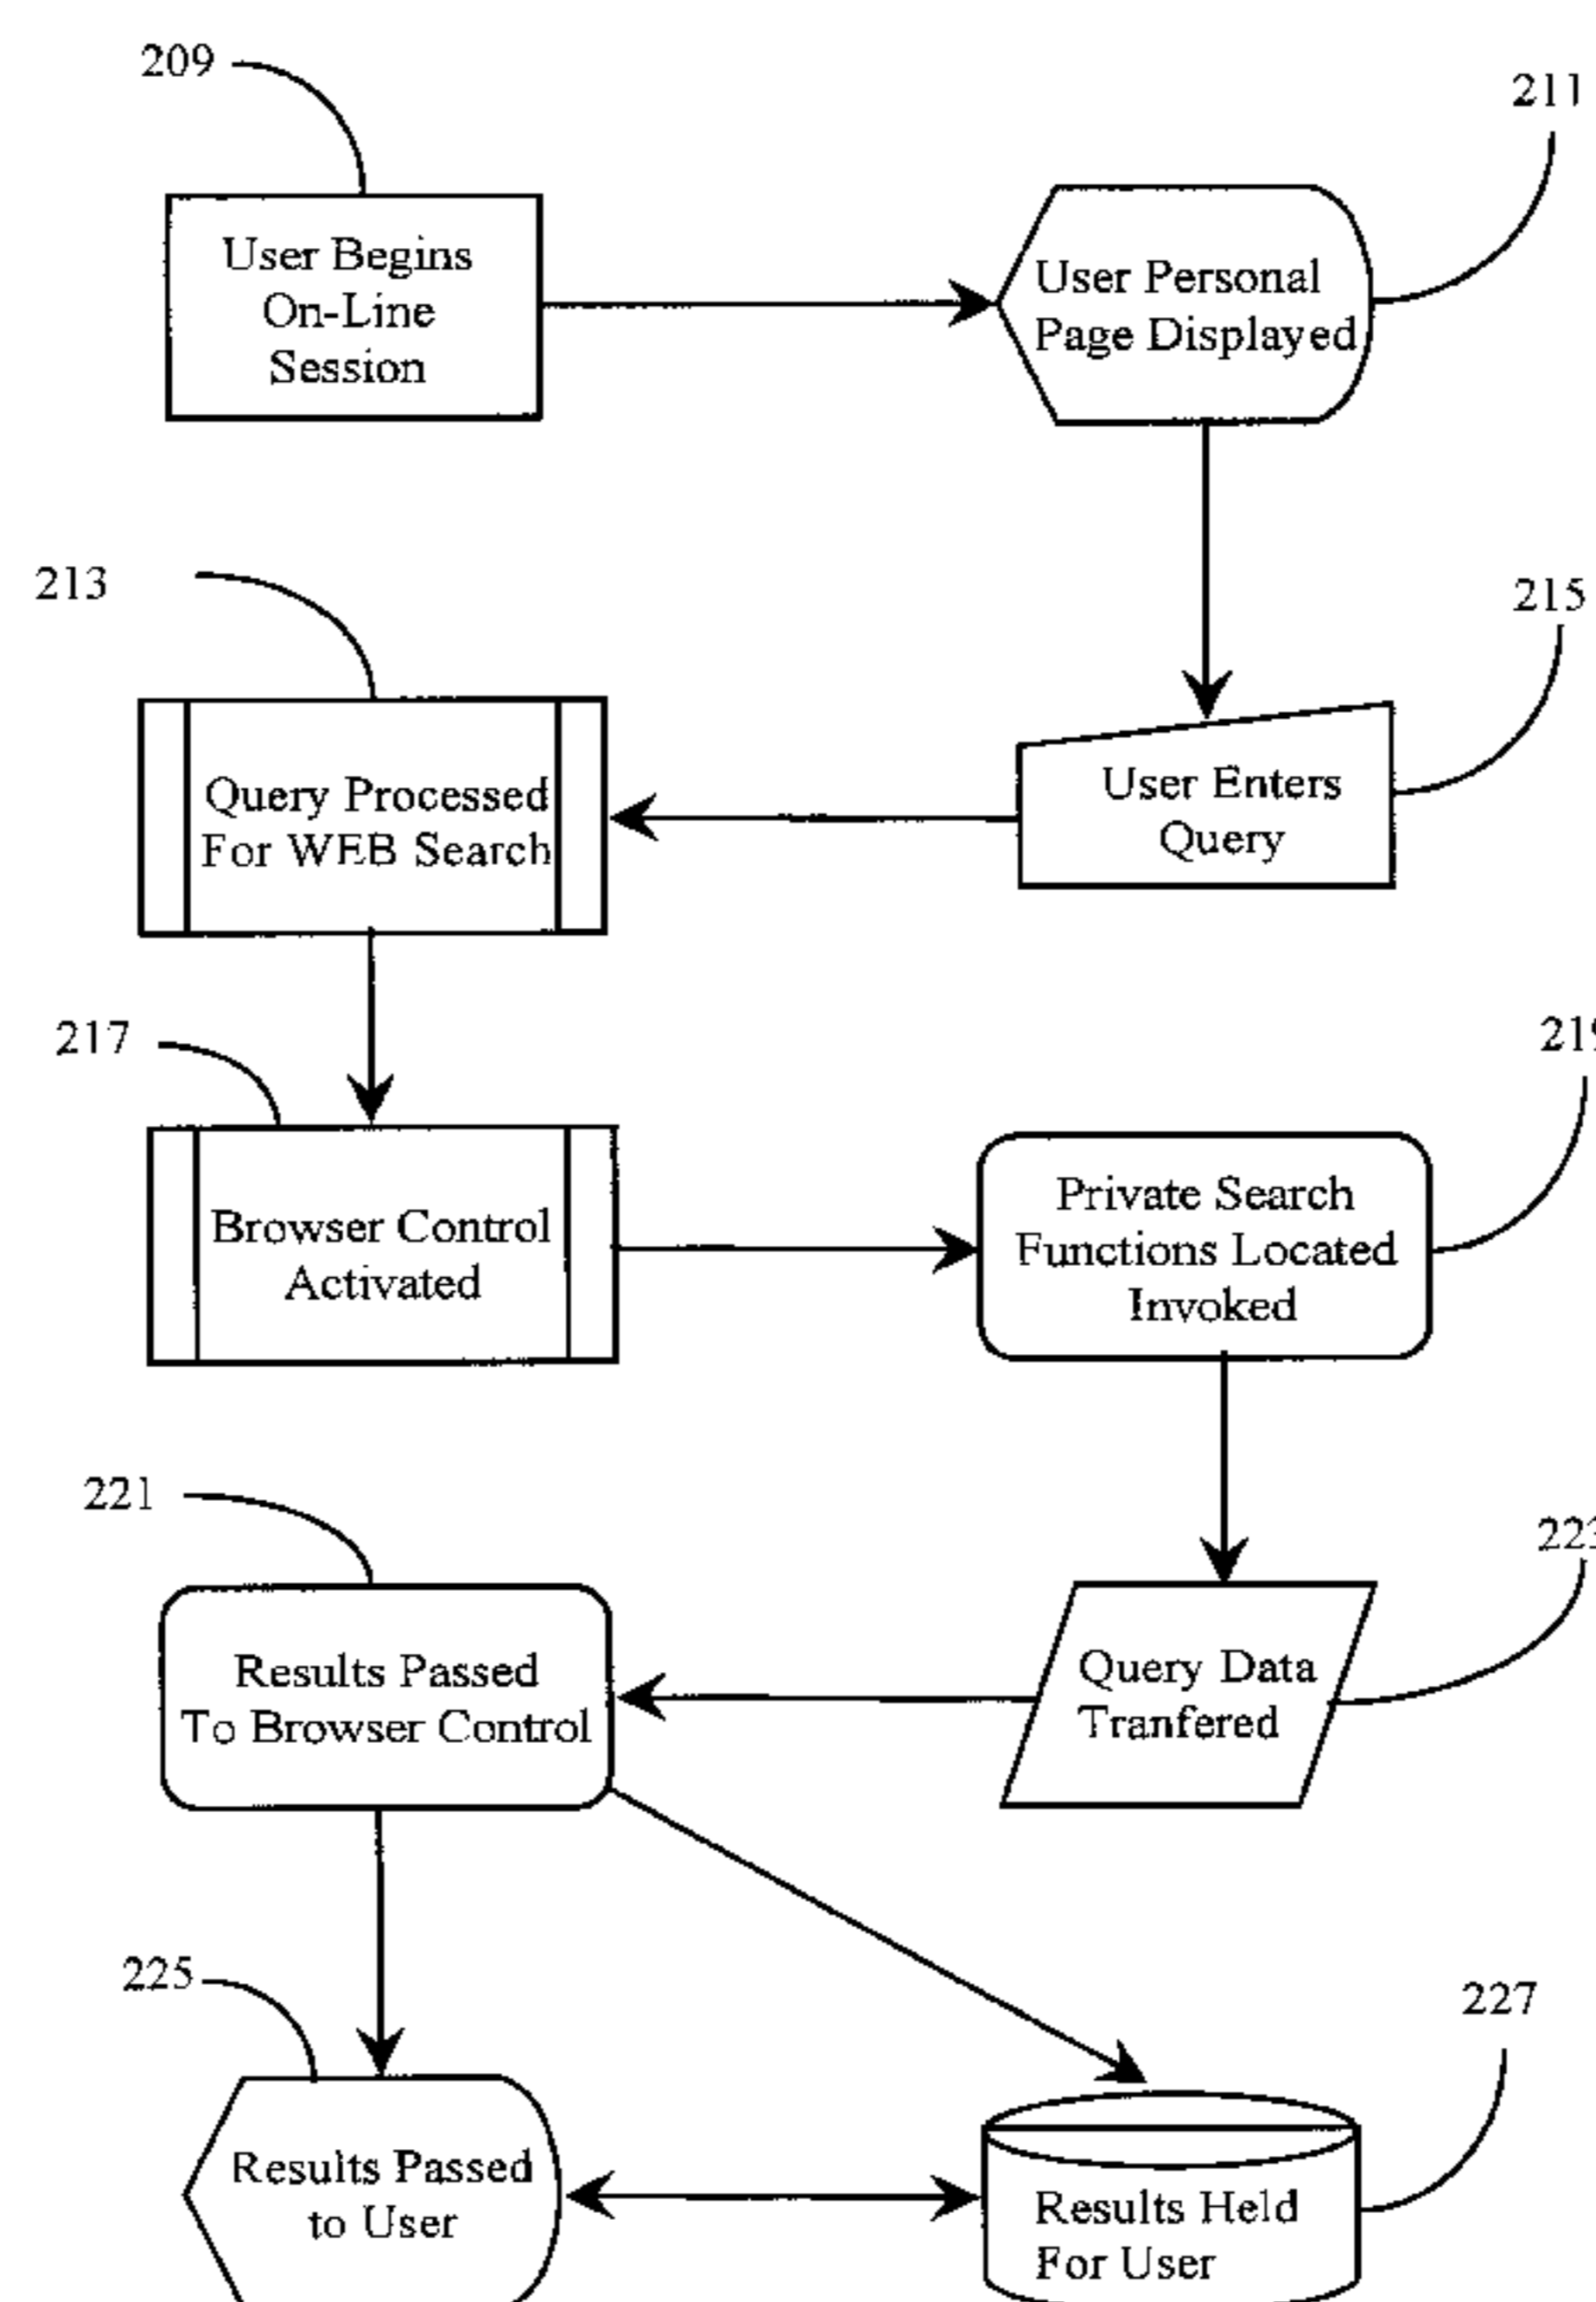 209
211
User Begins
On-Line
Session
User Personal
Page Displayed
213
215
Query Processed
For WEB Search
User Enters
Query
217
219
Browser Control
Activated
Private Search
Functions Located
Invoked
221
223
Results Passed
To Browser Control
Query Data
Tranfered
225
227
Results Passed
to User
Results Held
For User